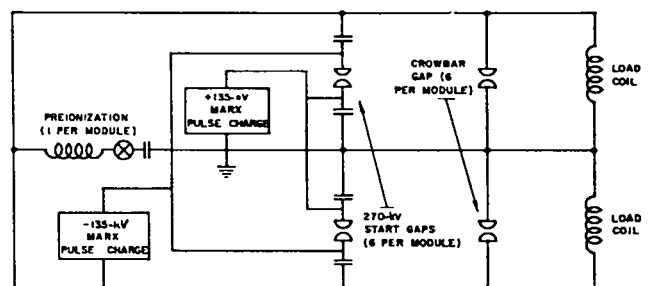 CROWBAR
GAP (6
PER MODULE)
LOAD
COIL
+135-kV
MARX
PULSE CHARGE
PREIONIZATION
(1 PER MODULE)
-135-kV
MARX
PULSE CHARGE
270-kV
START GAPS
(6 PER MODULE)
LOAD
COIL